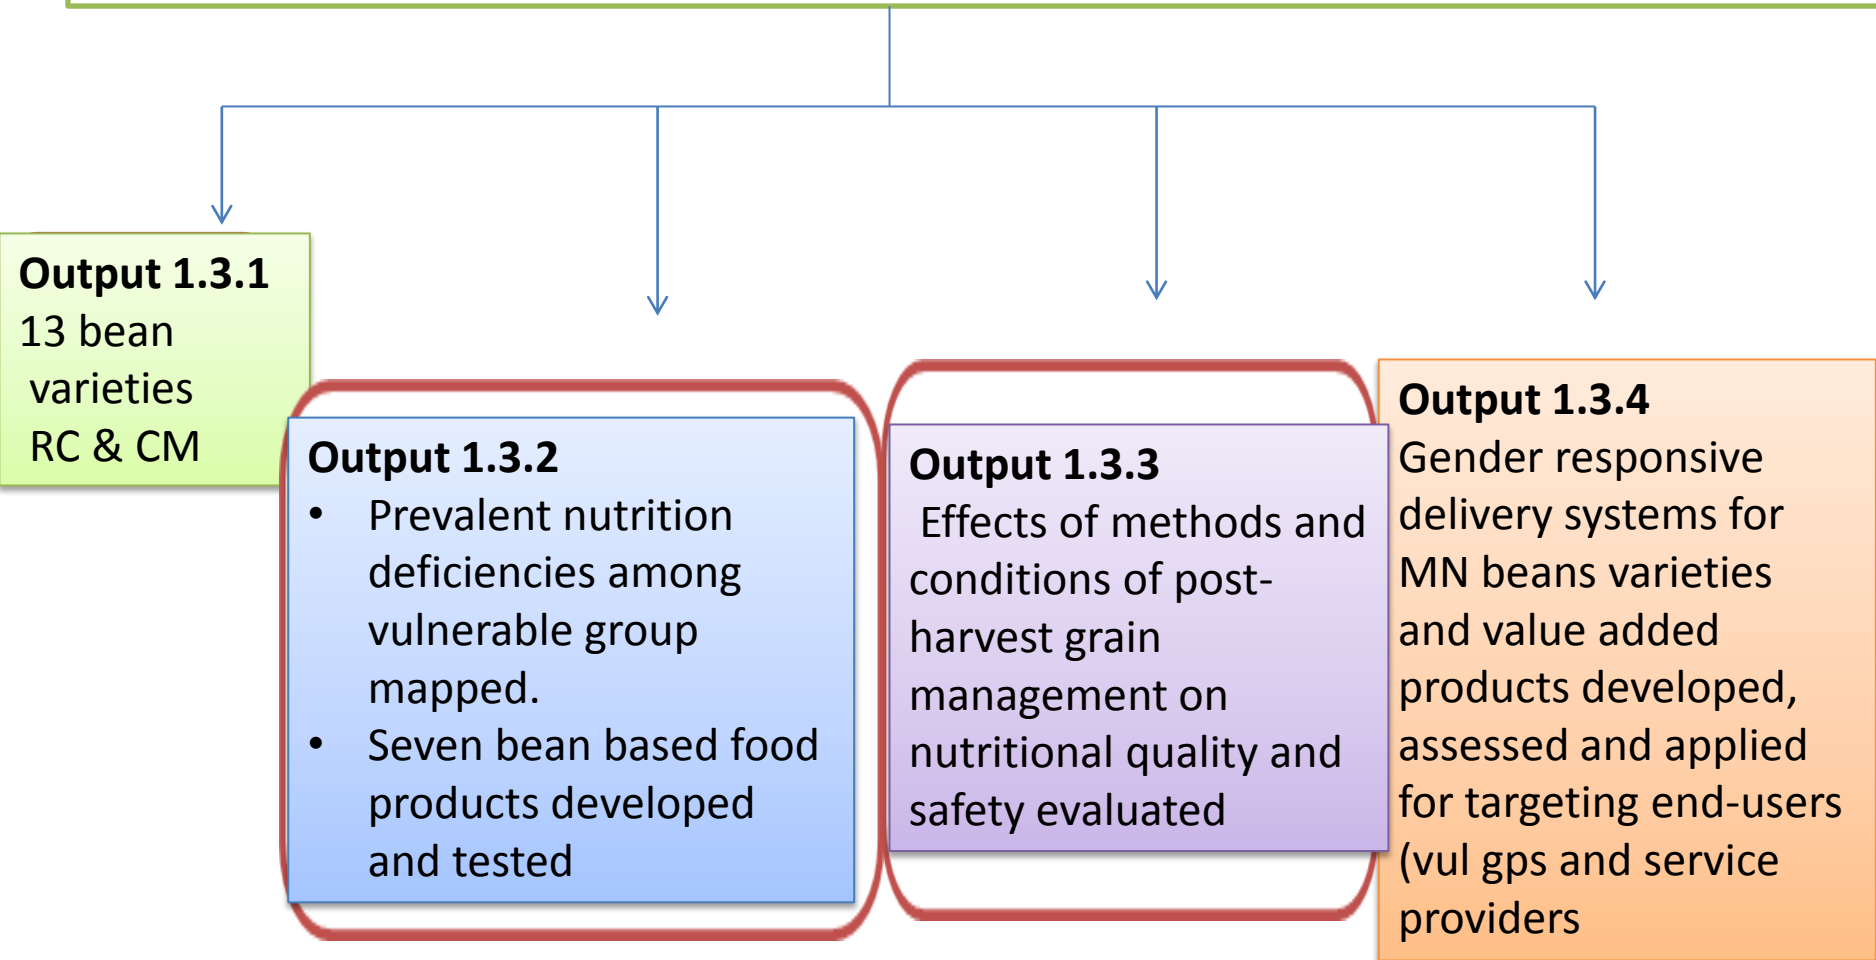 Output 1.3.1
13 bean
varieties
RC & CM
Output 1.3.2
• Prevalent nutrition
deficiencies among
vulnerable group
mapped.
• Seven bean based food
products developed
and tested
Output 1.3.3
Effects of methods and
conditions of post-
harvest grain
management on
nutritional quality and
safety evaluated
Output 1.3.4
Gender responsive
delivery systems for
MN beans varieties
and value added
products developed,
assessed and applied
for targeting end-users
(vul gps and service
providers